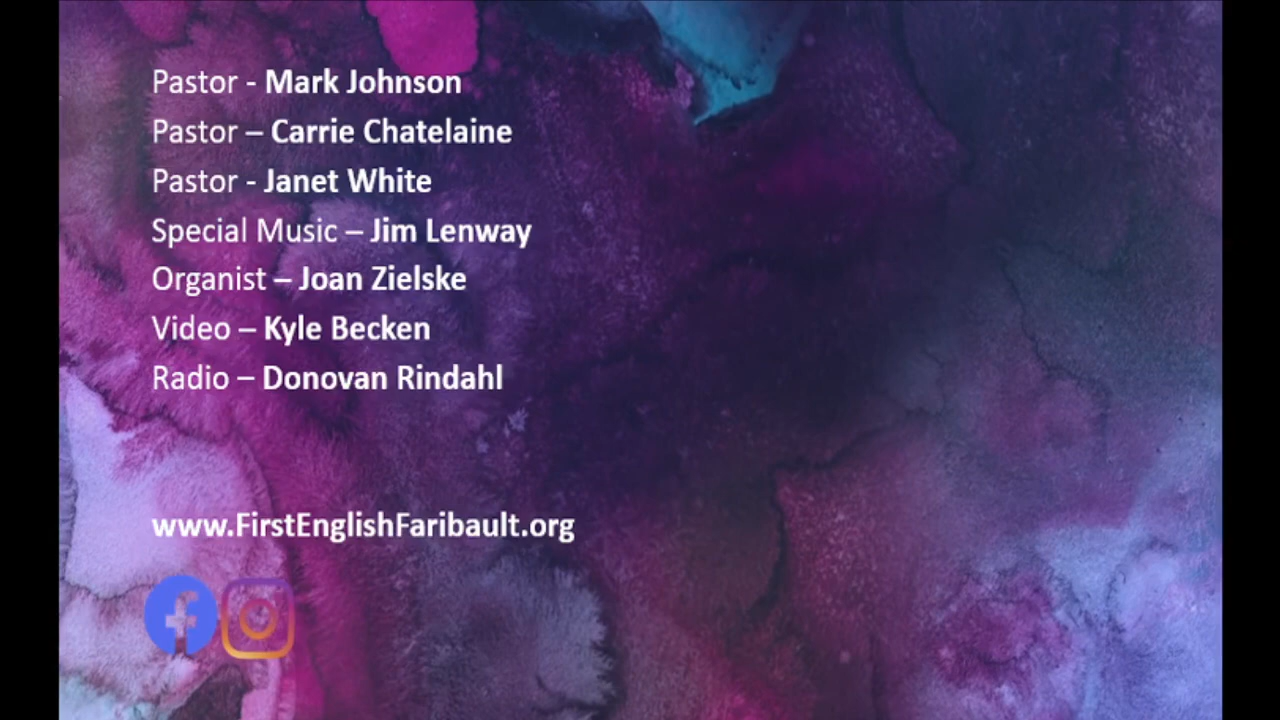 Pastor - Mark Johnson
Pastor – Carrie Chatelaine
Pastor - Janet White
Special Music – Jim Lenway
Organist – Joan Zielske
Video – Kyle Becken
Radio – Donovan Rindahl
www.FirstEnglishFaribault.org